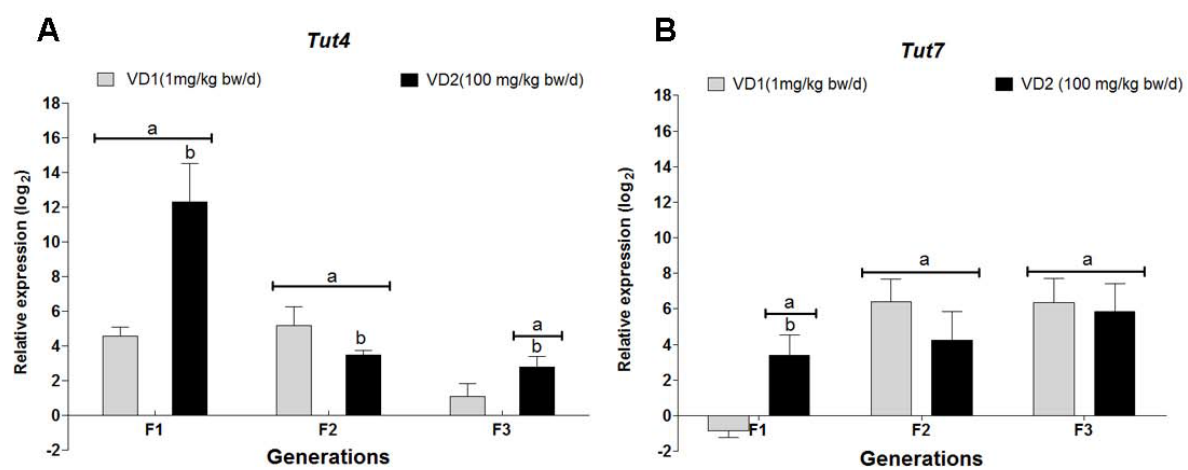 A
Tut4
VD1(1mg/kg bw/d) VD2(100 mg/kg bw/d)
Relative expression (log2)
18
16
14
12
10
8
6
4
2
0
-2
a
b
a
b
a
b
F1 F2 F3
Generations
B
Tut7
VD1(1mg/kg bw/d) VD2 (100 mg/kg bw/d)
Relative expression (log2)
18
16
14
12
10
8
6
4
2
0
-2
a
b
a
a
F1 F2 F3
Generations